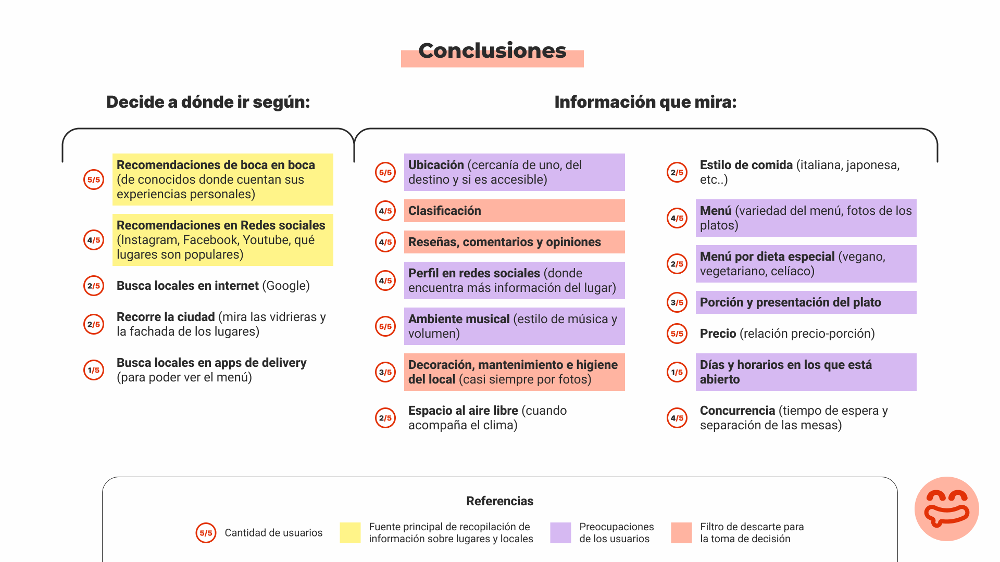 Conclusiones
Decide a dónde ir según:
5/5
Recomendaciones de boca en boca
(de conocidos donde cuentan sus
experiencias personales)
4/5
Recomendaciones en Redes sociales
(Instagram, Facebook, Youtube, qué
lugares son populares)
2/5
Busca locales en internet (Google)
2/5
Recorre la ciudad (mira las vidrieras y
la fachada de los lugares)
1/5
Busca locales en apps de delivery
(para poder ver el menú)
Información que mira:
5/5
Ubicación (cercanía de uno, del
destino y si es accesible)
4/5
Clasificación
4/5
Reseñas, comentarios y opiniones
4/5
Perfil en redes sociales (donde
encuentra más información del lugar)
5/5
Ambiente musical (estilo de música y
volumen)
3/5
Decoración, mantenimiento e higiene
del local (casi siempre por fotos)
2/5
Espacio al aire libre (cuando
acompaña el clima)
2/5
Estilo de comida (italiana, japonesa,
etc..)
4/5
Menú (variedad del menú, fotos de los
platos)
2/5
Menú por dieta especial (vegano,
vegetariano, celíaco)
3/5
Porción y presentación del plato
5/5
Precio (relación precio-porción)
1/5
Días y horarios en los que está
abierto
4/5
Concurrencia (tiempo de espera y
separación de las mesas)
Referencias
5/5
Cantidad de usuarios
Fuente principal de recopilación de
información sobre lugares y locales
Preocupaciones
de los usuarios
Filtro de descarte para
la toma de decisión